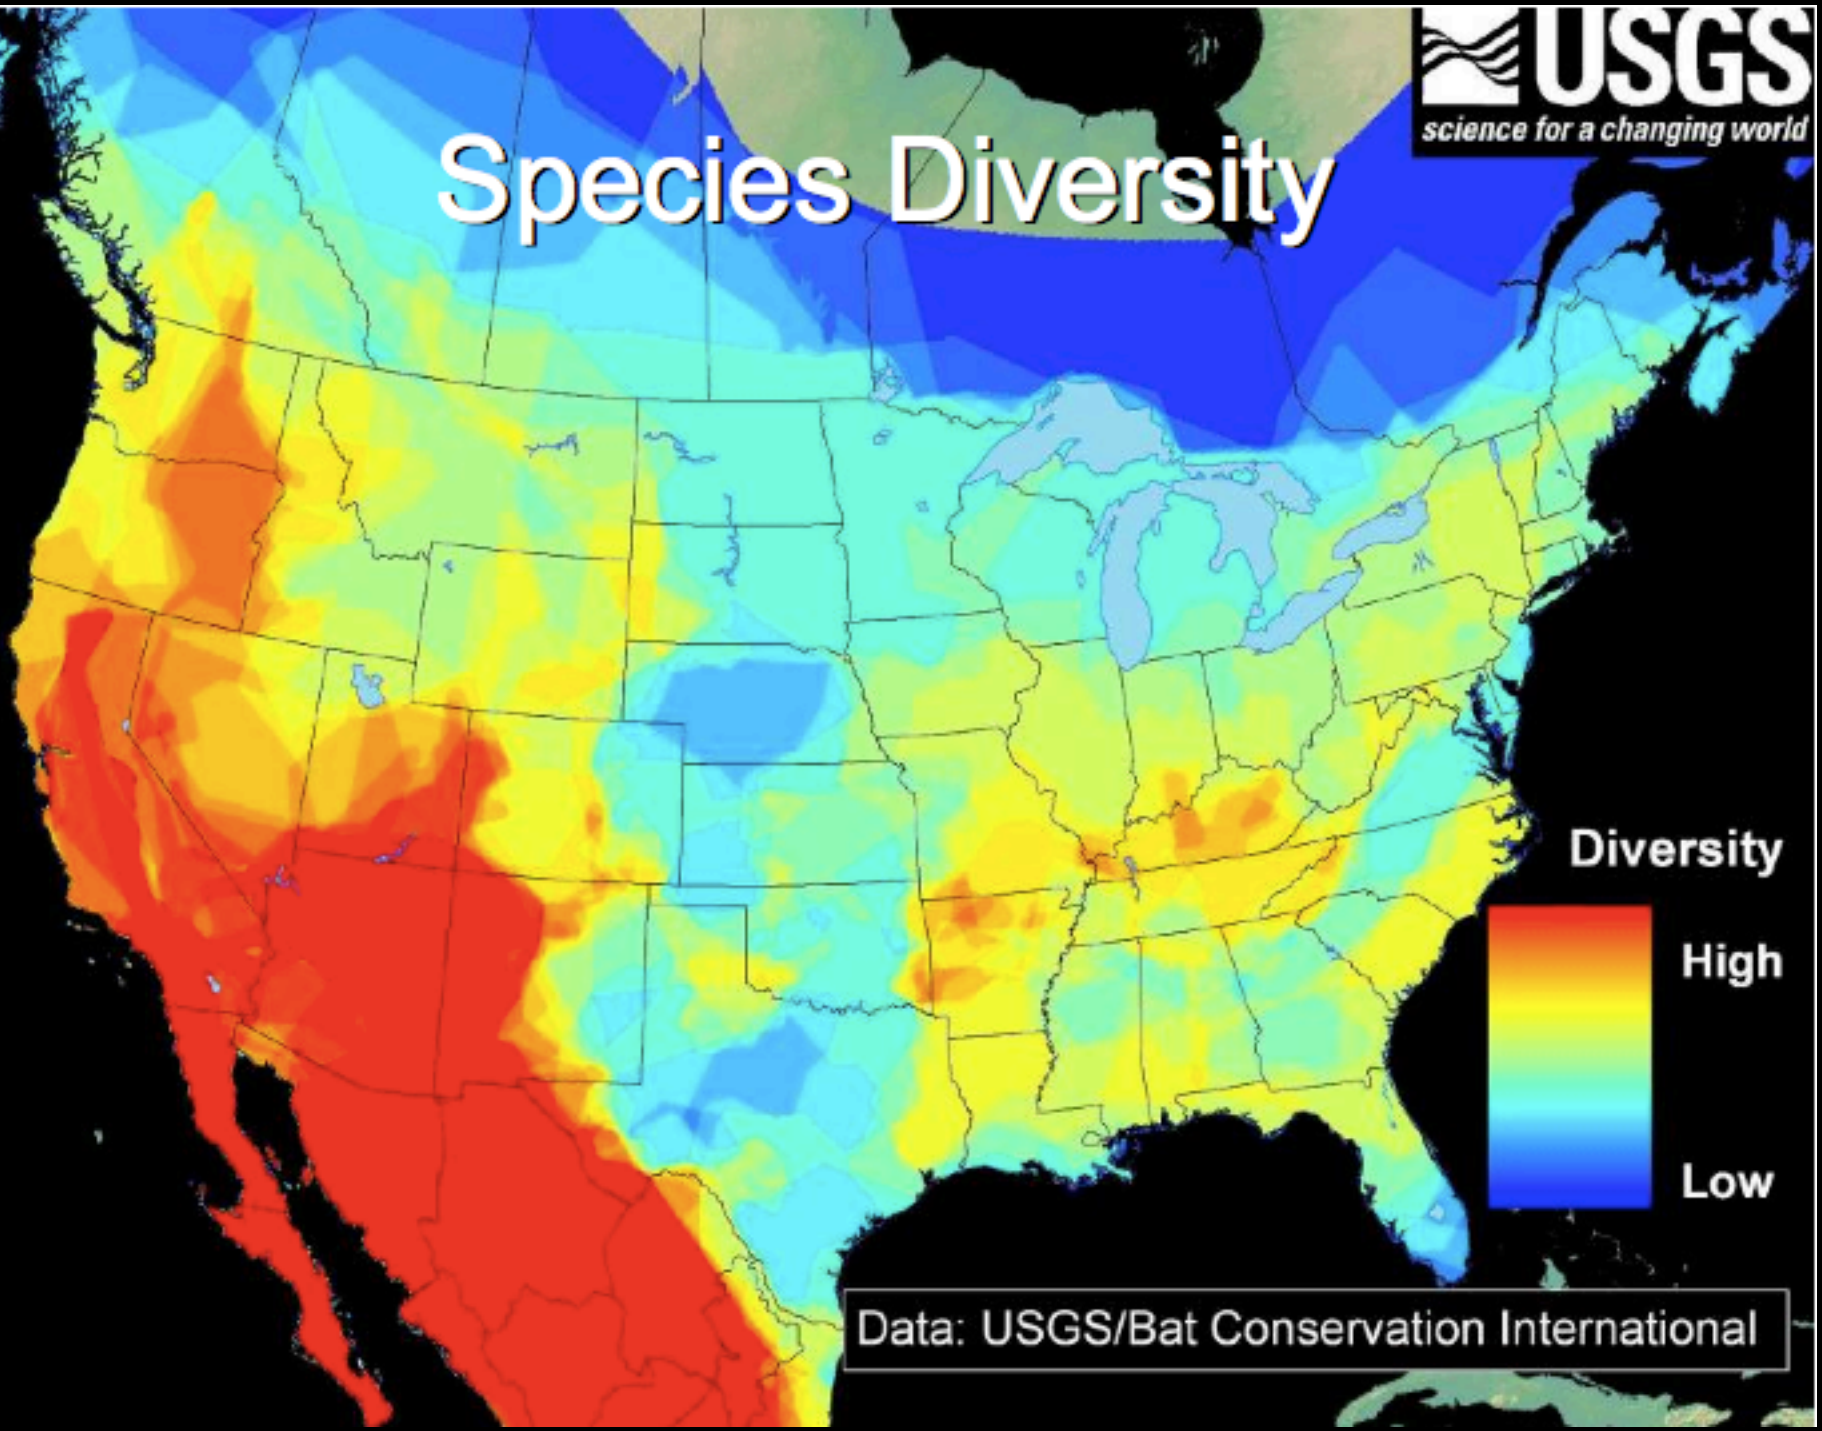 USGS
science for a changing world
Species Diversity
Diversity
High
Low
Data: USGS/Bat Conservation International